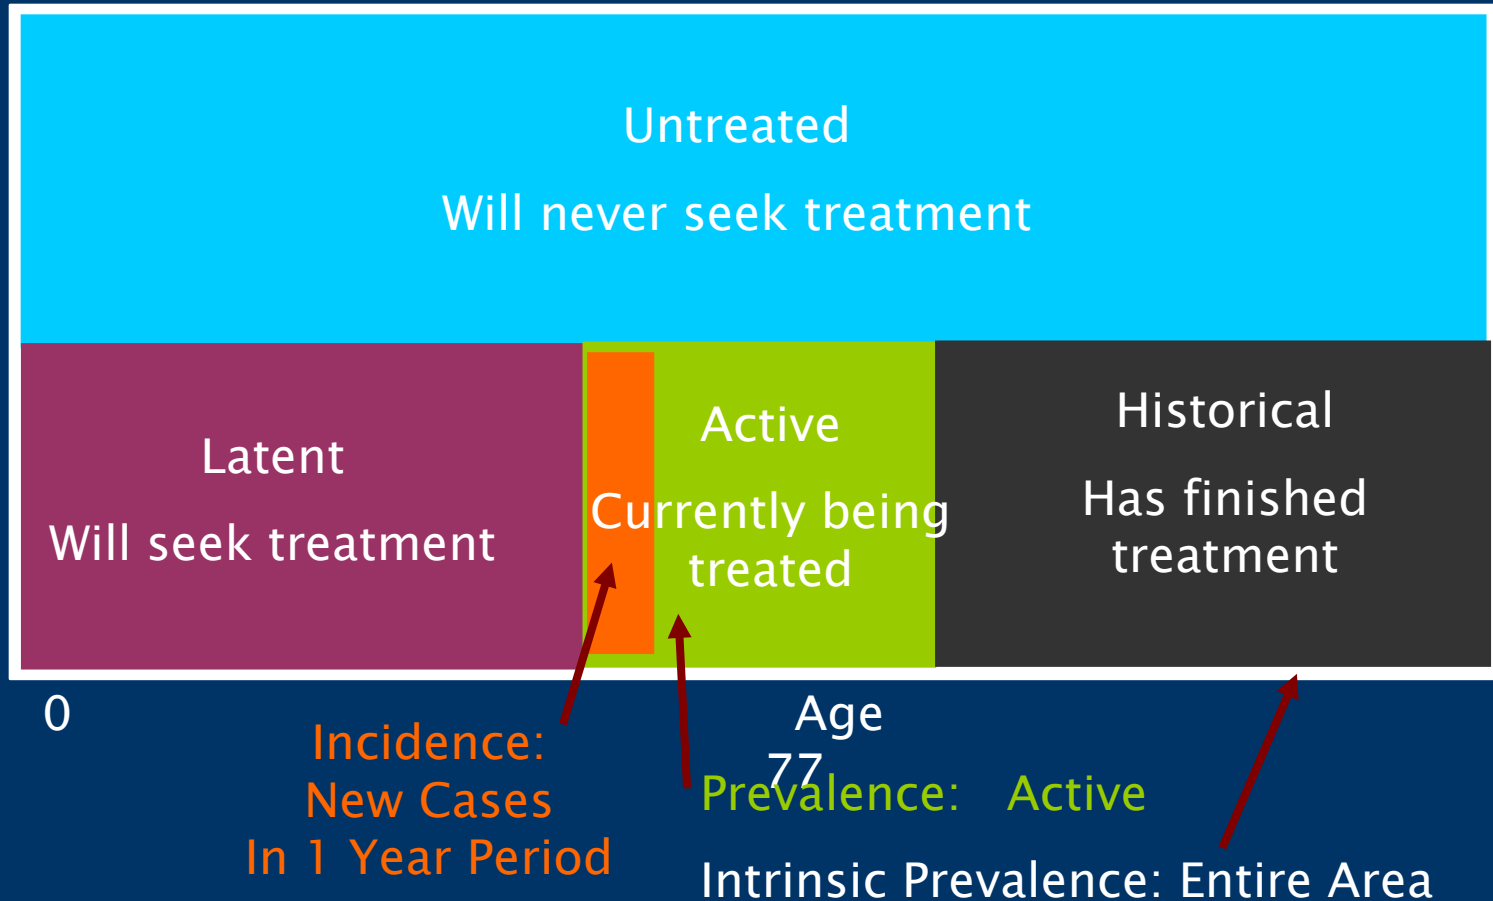 Untreated
Will never seek treatment
Latent
Will seek treatment
Active
Currently being
treated
Historical
Has finished
treatment
0
Age
77
Incidence:
New Cases
In 1 Year Period
Prevalence: Active
Intrinsic Prevalence: Entire Area